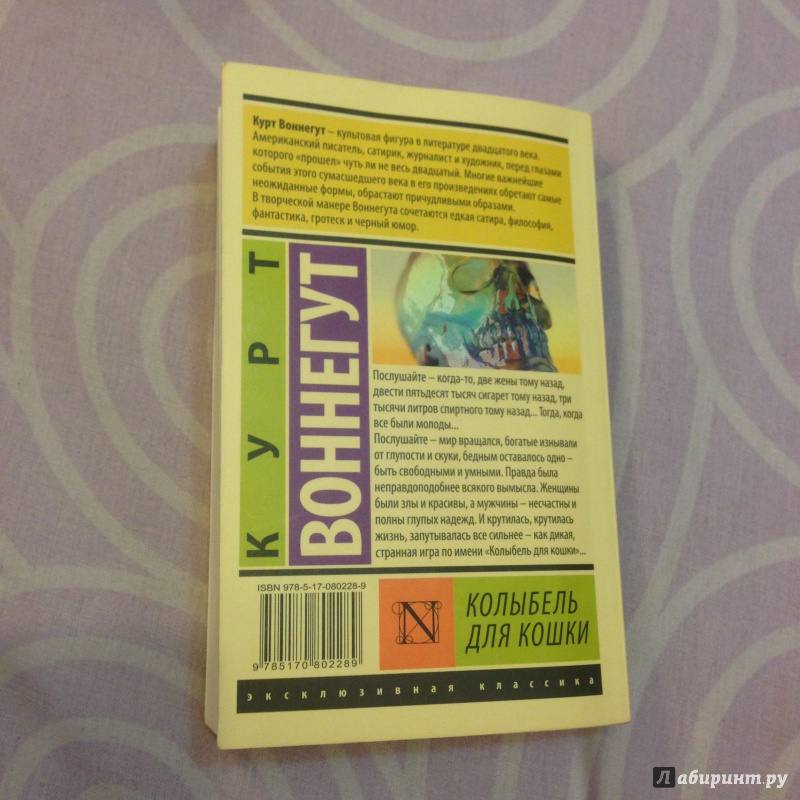 Курт Воннегут – культовая фигура в литературе двадцатого века.
Американский писатель, сатирик, журналист и художник, перед глазами
которого «прошел» чуть ли не весь двадцатый. Многие важнейшие
события этого сумасшедшего века в его произведениях обретают самые
неожиданные формы, обрастают причудливыми образами.
В творческой манере Воннегута сочетаются едкая сатира, философия,
фантастика, гротеск и черный юмор.
КУРТ
ВОННЕГУТ
Послушайте – когда-то, две жены тому назад,
двести пятьдесят тысяч сигарет тому назад, три
тысячи литров спиртного тому назад... Тогда, когда
все были молоды...
Послушайте – мир вращался, богатые изнывали
от глупости и скуки, бедным оставалось одно –
быть свободными и умными. Правда была
неправдоподобнее всякого вымысла. Женщины
были злы и красивы, а мужчины – несчастны и
полны глупых надежд. И крутилась, крутилась
жизнь, запутывалась все сильнее – как дикая,
странная игра по имени «Колыбель для кошки»...
ISBN 978-5-17-080228-9
9 785170 802289
N
КОЛЫБЕЛЬ
ДЛЯ КОШКИ
эксклюзивная классика
Лабиринт.ру